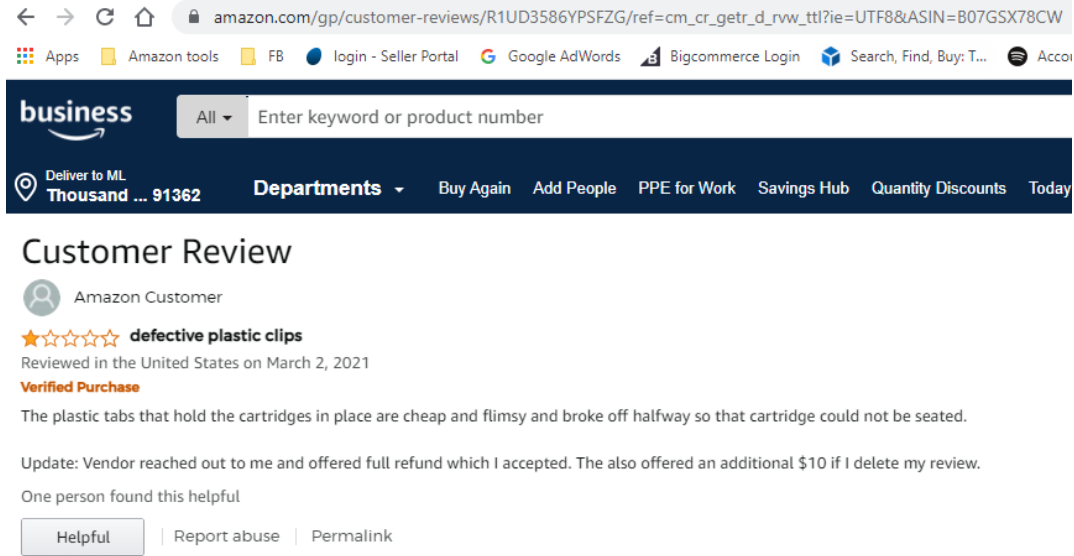 amazon.com/gp/customer-reviews/R1UD3586YPSFZG/ref=cm_cr_getr_d_rvw_ttl?ie=UTF8&ASIN=B07GSX78CW
Apps Amazon tools FB login - Seller Portal Google AdWords Bigcommerce Login Search, Find, Buy: T... Accou
business All Enter keyword or product number
Deliver to ML
Thousand ... 91362 Departments Buy Again Add People PPE for Work Savings Hub Quantity Discounts Today
Customer Review
Amazon Customer
defective plastic clips
Reviewed in the United States on March 2, 2021
Verified Purchase
The plastic tabs that hold the cartridges in place are cheap and flimsy and broke off halfway so that cartridge could not be seated.
Update: Vendor reached out to me and offered full refund which I accepted. The also offered an additional $10 if I delete my review.
One person found this helpful
Helpful Report abuse Permalink